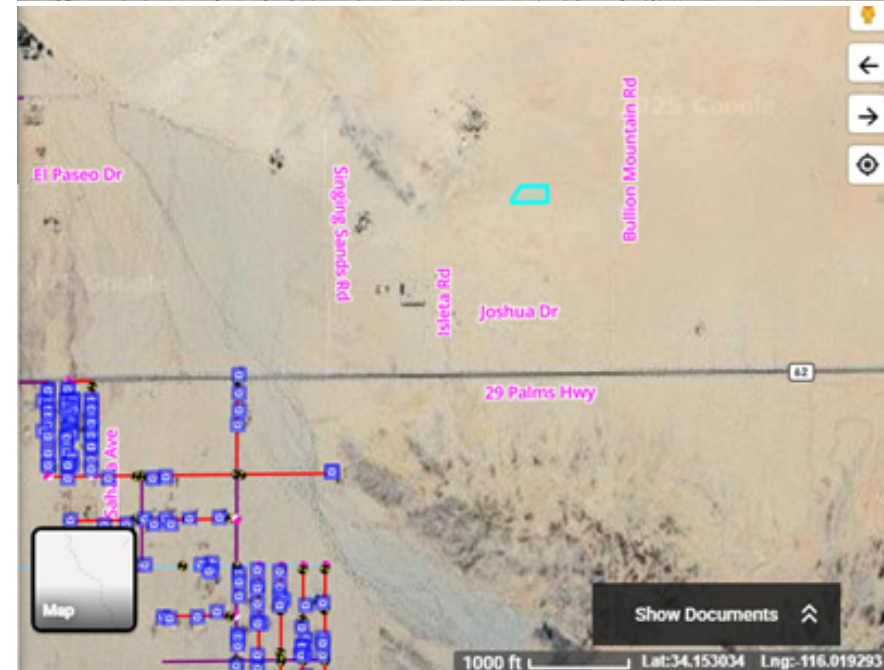 25 Google
El Paseo Dr
Singing Sands Rd
Bullion Mountain Rd
Isleta Rd
Joshua Dr
62
29 Palms Hwy
Map
Show Documents
1000 ft
Lat:34.153034 Lng:-116.019293